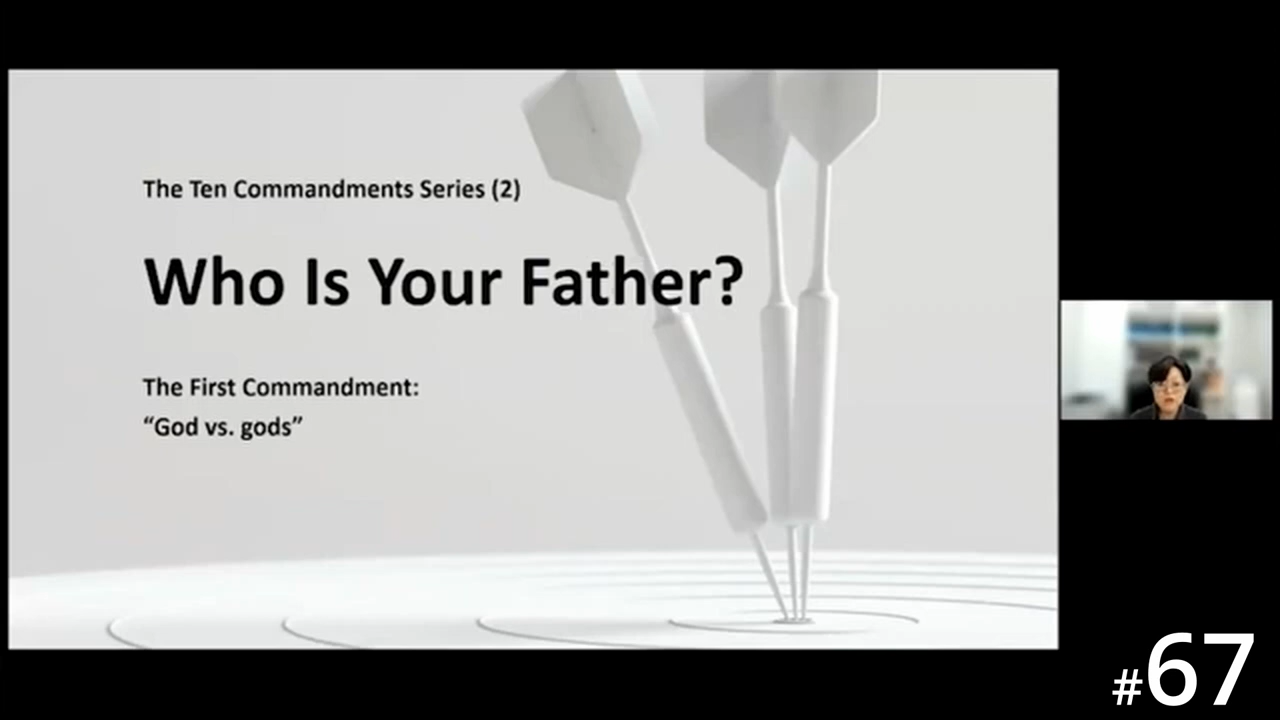 The Ten Commandments Series (2)
Who Is Your Father?
The First Commandment:
“God vs. gods”
#67